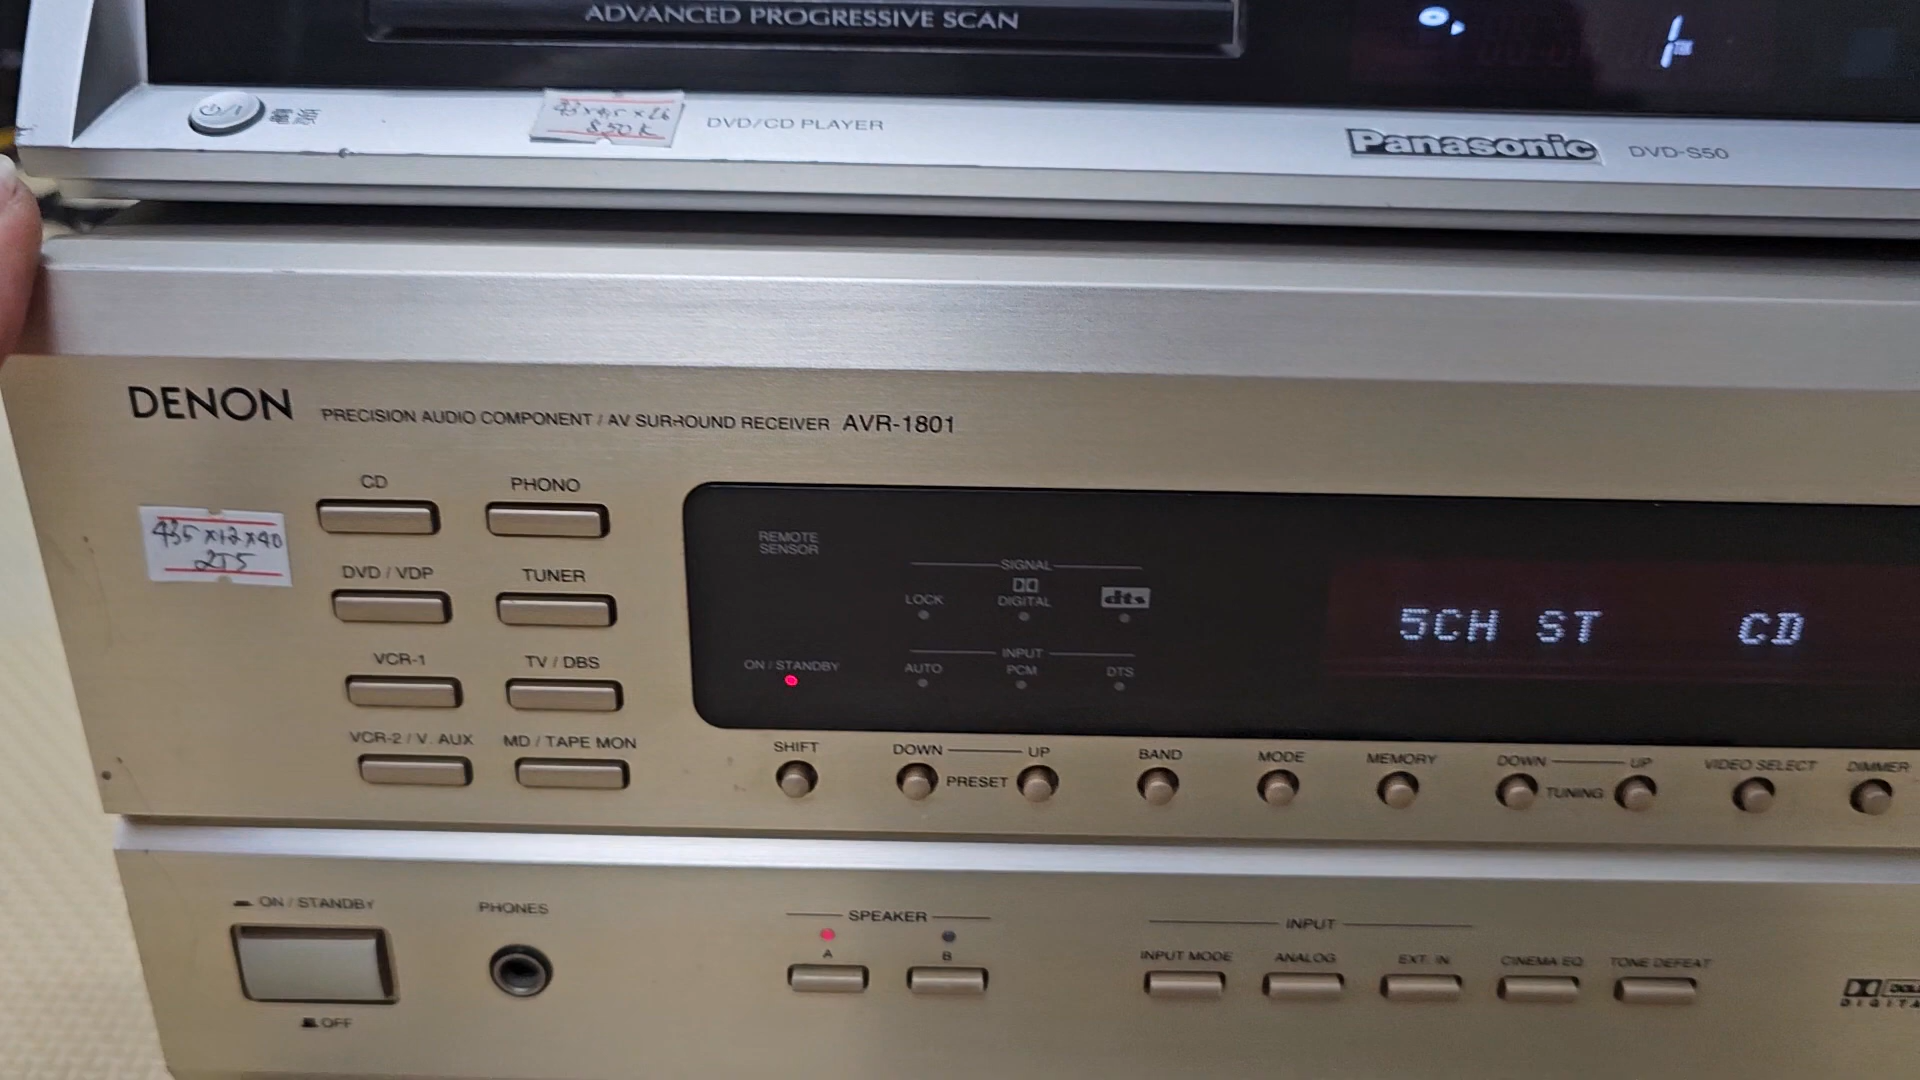 ADVANCED PROGRESSIVE SCAN
1
電源
850K
DVD/CD PLAYER
Panasonic DVD-S50
DENON PRECISION AUDIO COMPONENT / AV SURROUND RECEIVER AVR-1801
CD PHONO
435x12x40
2T5
DVD / VDP TUNER
VCR-1 TV / DBS
VCR-2 / V. AUX MD / TAPE MON
REMOTE
SENSOR
SIGNAL
LOCK DIGITAL dts
INPUT
ON / STANDBY AUTO PCM DTS
5CH ST CD
SHIFT DOWN UP BAND MODE MEMORY DOWN UP VIDEO SELECT DIMMER
PRESET TUNING
ON / STANDBY PHONES SPEAKER INPUT
A B INPUT MODE ANALOG EXT. IN CINEMA EQ TONE DEFEAT
OFF